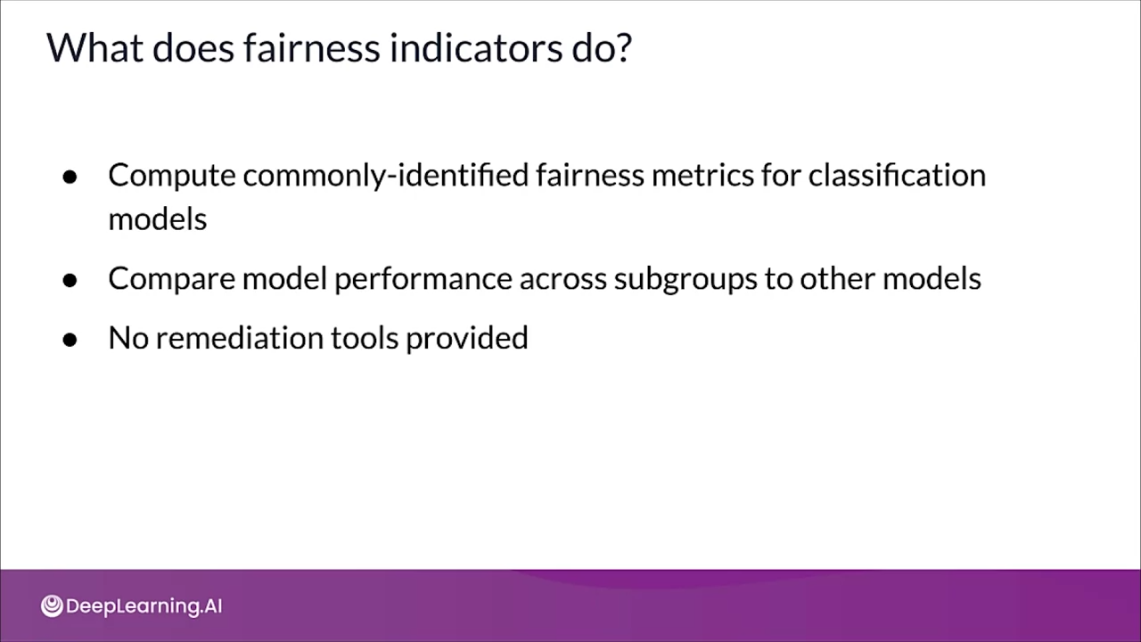 What does fairness indicators do?
● Compute commonly-identified fairness metrics for classification
models
● Compare model performance across subgroups to other models
● No remediation tools provided
DeepLearning.AI